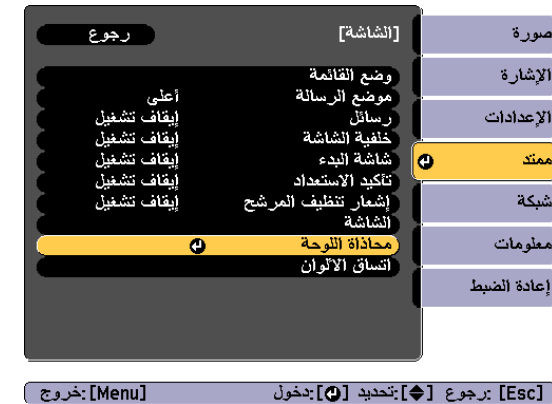 [الشاشة] رجوع
وضع القائمة
موضع الرسالة أعلى
رسائل إيقاف تشغيل
خلفية الشاشة إيقاف تشغيل
شاشة البدء إيقاف تشغيل
تأكيد الاستعداد إيقاف تشغيل
إشعار تنظيف المرشح إيقاف تشغيل
الشاشة
محاذاة اللوحة
اتساق الألوان
صورة
الإشارة
الإعدادات
ممتد
شبكة
معلومات
إعادة الضبط
[Esc] :رجوع [‎◆‎]:تحديد [‎⏎‎]:دخول [Menu]:خروج